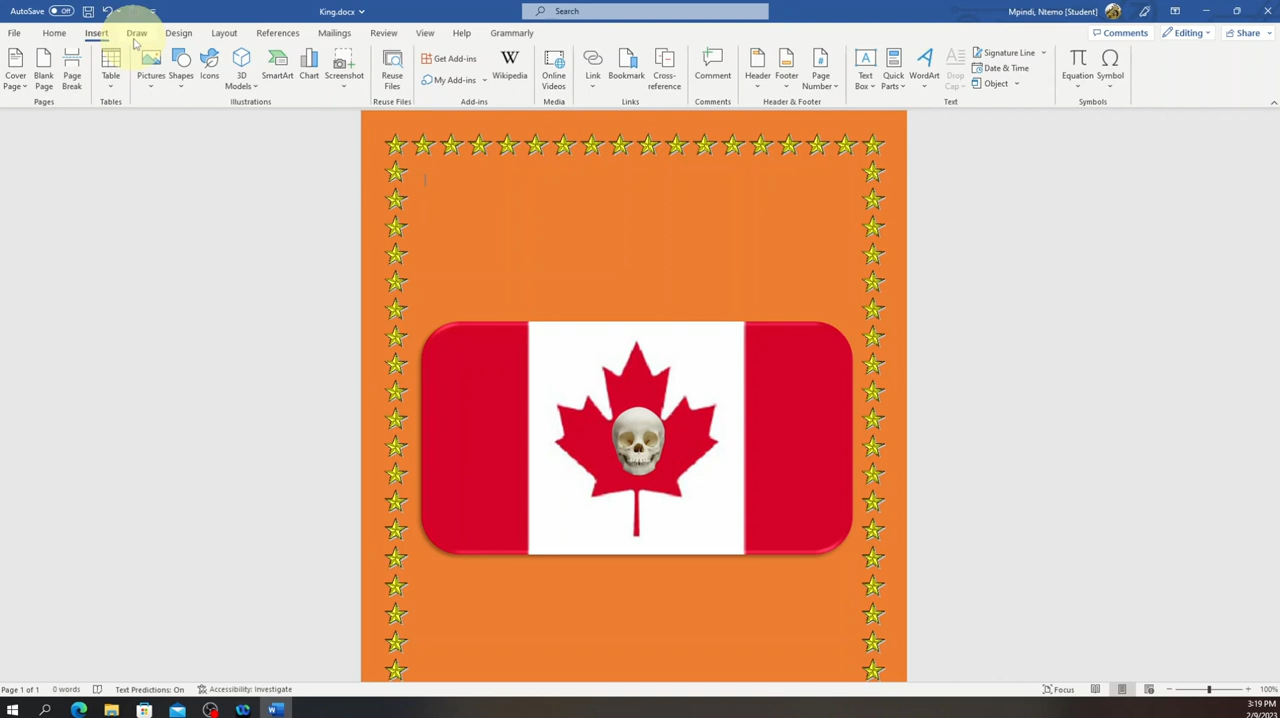 AutoSave Off King.docx Search Mpindi, Ntemo [Student]
File Home Insert Draw Design Layout References Mailings Review View Help Grammarly Comments Editing Share
Cover Page Blank Page Page Break Table Pictures Shapes Icons 3D Models SmartArt Chart Screenshot Reuse Files Get Add-ins My Add-ins Wikipedia Online Videos Link Bookmark Cross-reference Comment Header Footer Page Number Text Box Quick Parts WordArt Drop Cap Signature Line Date & Time Object Equation Symbol
Pages Tables Illustrations Reuse Files Add-ins Media Links Comments Header & Footer Text Symbols
Page 1 of 1 0 words Text Predictions: On Accessibility: Investigate Focus 100%
3:19 PM
2/9/2023